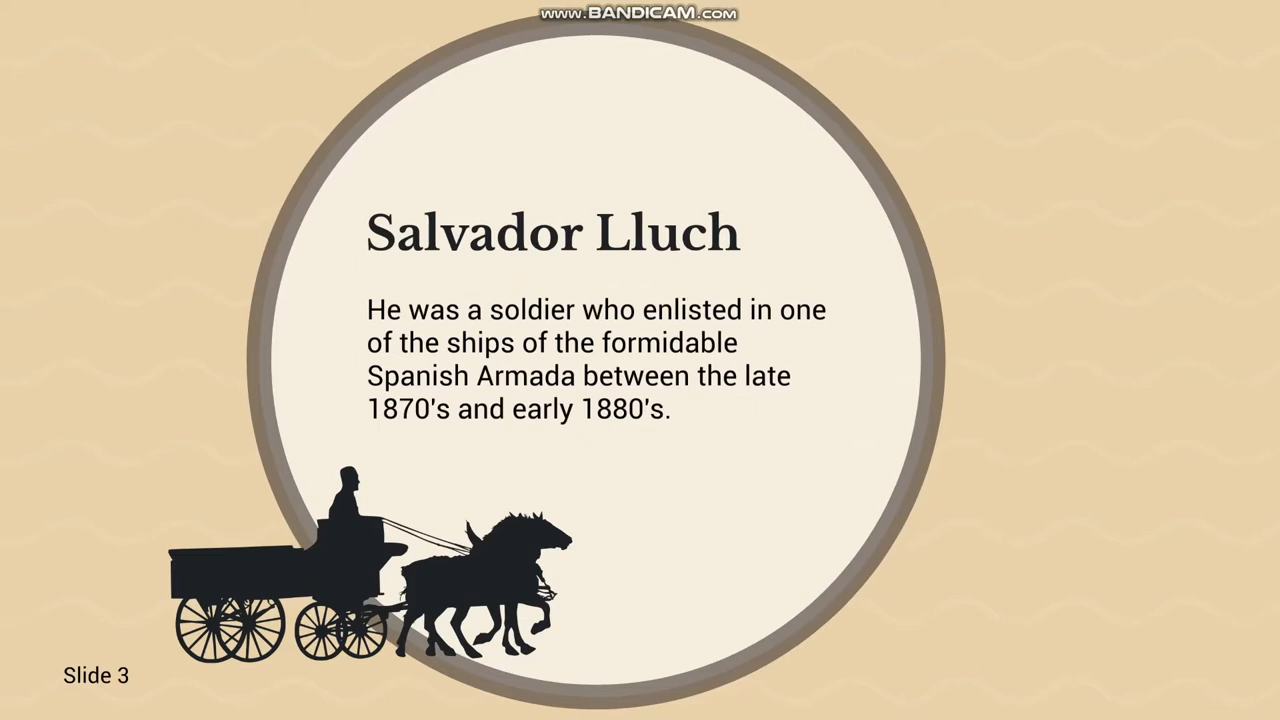 www.BANDICAM.com
Salvador Lluch
He was a soldier who enlisted in one
of the ships of the formidable
Spanish Armada between the late
1870's and early 1880's.
Slide 3